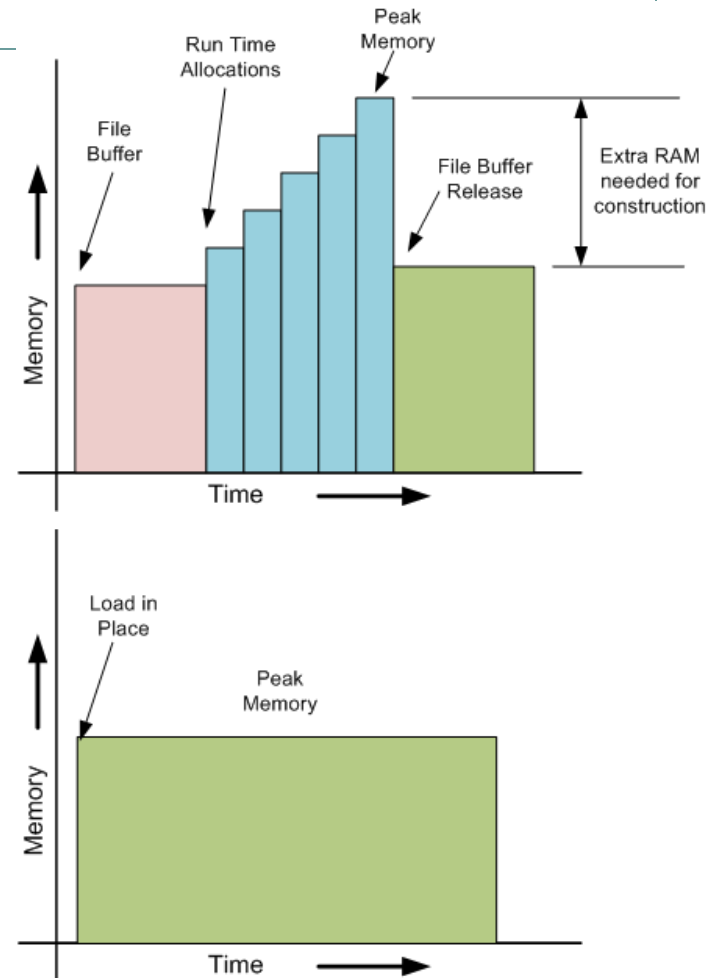 Peak
Memory
Run Time
Allocations
File
Buffer
File Buffer
Release
Extra RAM
needed for
construction
Memory
Time
Load in
Place
Peak
Memory
Memory
Time